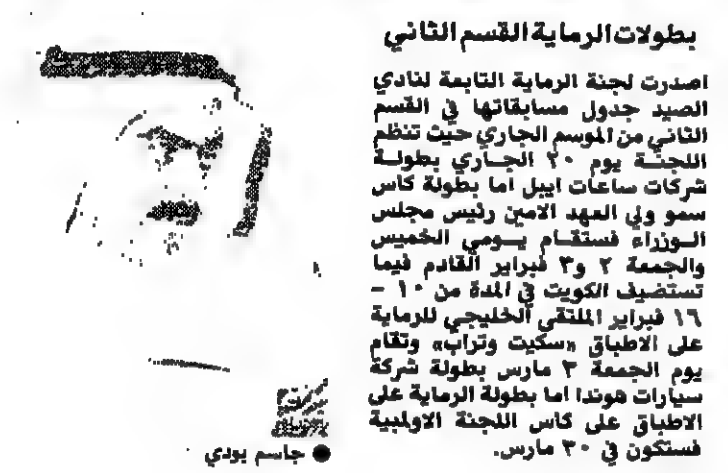 بطولات الرماية القسم الثاني
اصدرت لجنة الرماية التابعة لنادي
الصيد جدول مسابقاتها في القسم
الثاني من الموسم الجاري حيث تنظم
اللجنة يوم ٢٠ الجاري بطولة
شركات ساعات ايبل اما بطولة كاس
سمو ولي العهد الامين رئيس مجلس
الوزراء فستقام يومي الخميس
والجمعة ٢ و٣ فبراير القادم فيما
تستضيف الكويت في المدة من ١٠ -
١٦ فبراير الملتقى الخليجي للرماية
على الاطباق «سكيت وتراب» وتقام
يوم الجمعة ٣ مارس بطولة شركة
سيارات هوندا اما بطولة الرماية على
الاطباق على كاس اللجنة الاولمبية
فستكون في ٣٠ مارس.
● جاسم بودي